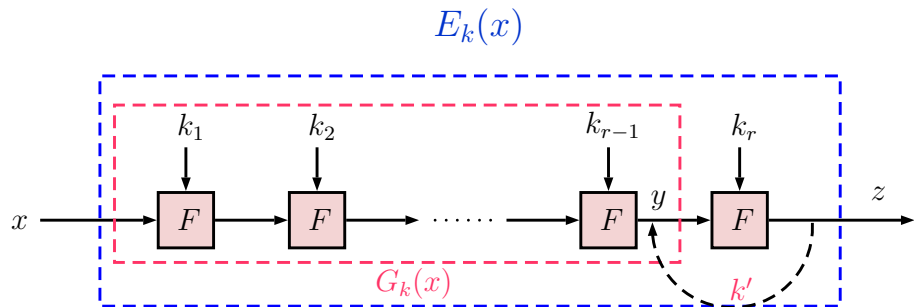 E_k(x)
k_1 k_2 k_{r-1} k_r
x F F ...... F y F z
G_k(x) k'